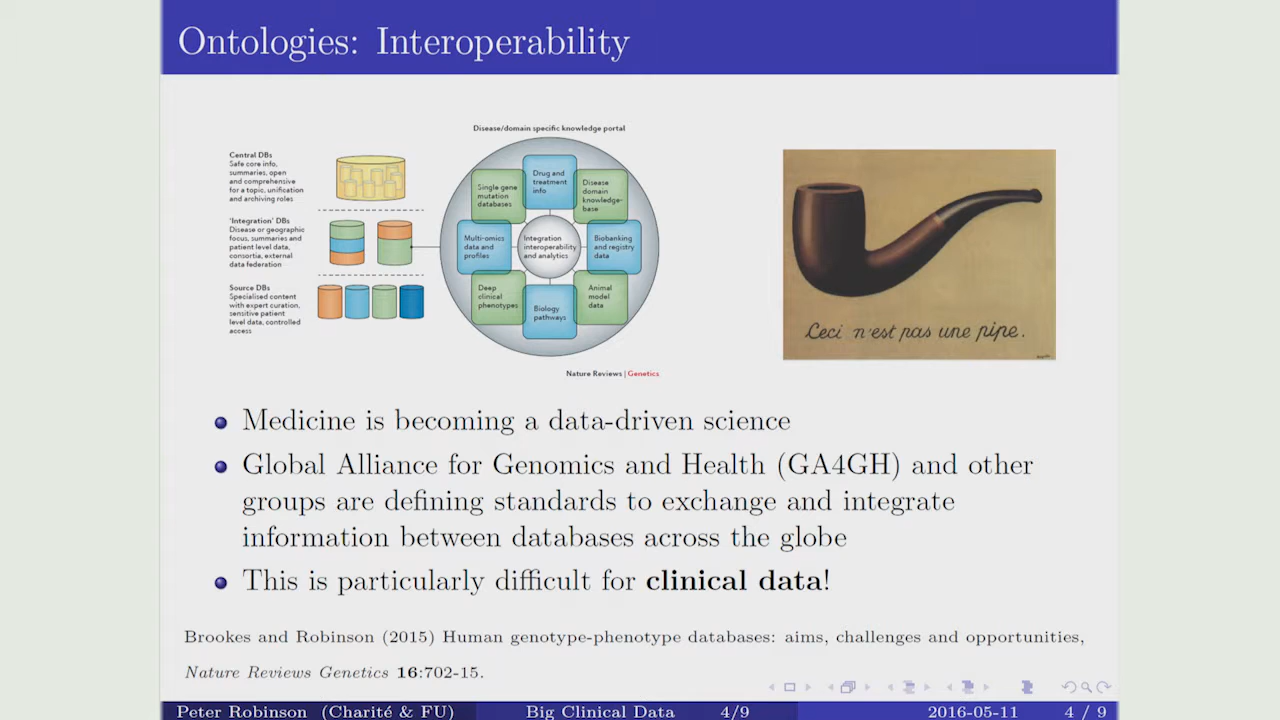 Ontologies: Interoperability
Disease/domain specific knowledge portal
Central DBs
Safe core info,
summaries, open
and comprehensive
for a topic, unification
and archiving roles
'Integration' DBs
Disease or geographic
focus, summaries and
patient level data,
consortia, external
data federation
Source DBs
Specialised content
with expert curation,
sensitive patient
level data, controlled
access
Drug and
treatment
info
Single gene
mutation
databases
Disease
domain
knowledge-
base
Multi-omics
data and
profiles
Integration
interoperability
and analytics
Biobanking
and registry
data
Deep
clinical
phenotypes
Animal
model
data
Biology
pathways
Nature Reviews | Genetics
Ceci n'est pas une pipe.
Medicine is becoming a data-driven science
Global Alliance for Genomics and Health (GA4GH) and other
groups are defining standards to exchange and integrate
information between databases across the globe
This is particularly difficult for clinical data!
Brookes and Robinson (2015) Human genotype-phenotype databases: aims, challenges and opportunities,
Nature Reviews Genetics 16:702-15.
Peter Robinson (Charité & FU) Big Clinical Data 4/9 2016-05-11 4 / 9